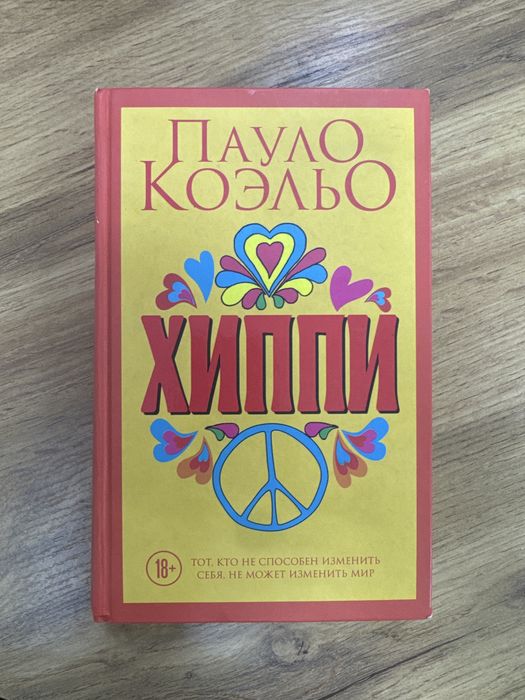 ПАУЛО
КОЭЛЬО
ХИППИ
18+
ТОТ, КТО НЕ СПОСОБЕН ИЗМЕНИТЬ
СЕБЯ, НЕ МОЖЕТ ИЗМЕНИТЬ МИР